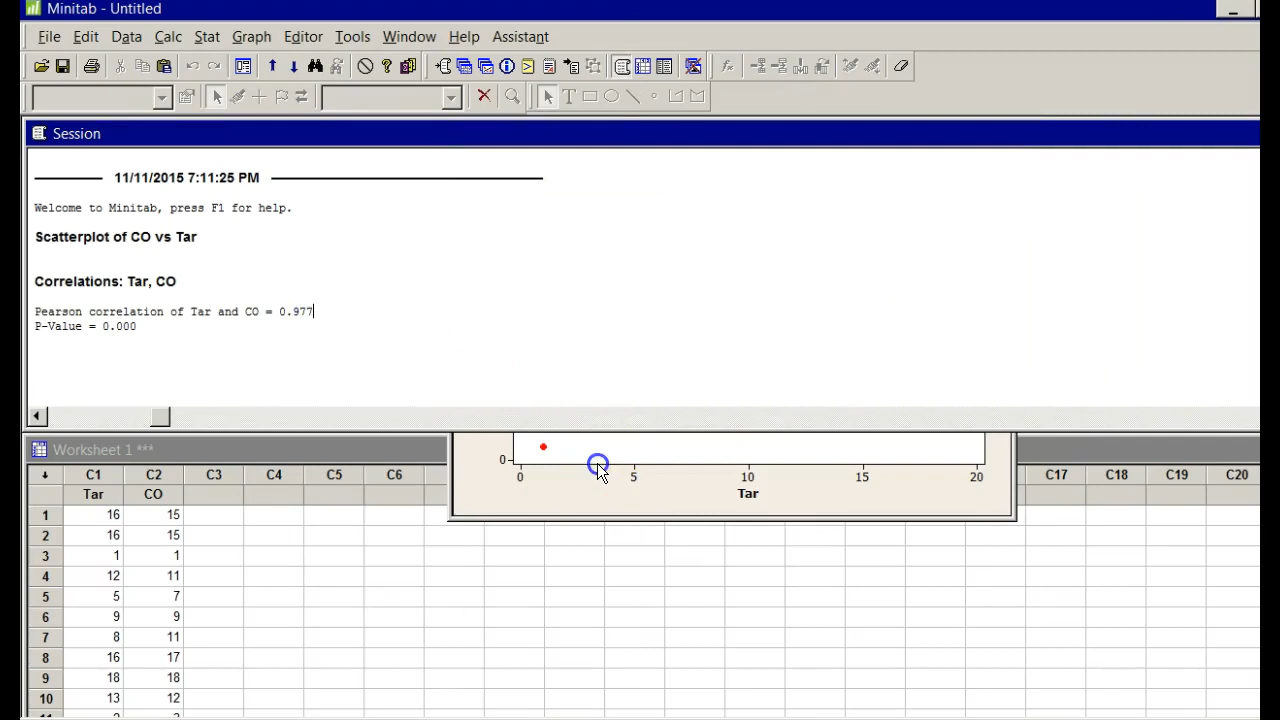 Minitab - Untitled
File Edit Data Calc Stat Graph Editor Tools Window Help Assistant
Session
11/11/2015 7:11:25 PM
Welcome to Minitab, press F1 for help.
Scatterplot of CO vs Tar
Correlations: Tar, CO
Pearson correlation of Tar and CO = 0.977
P-Value = 0.000
Worksheet 1 ***
0
0 5 10 15 20
Tar
C1 C2 C3 C4 C5 C6 C17 C18 C19 C20
Tar CO
1 16 15
2 16 15
3 1 1
4 12 11
5 5 7
6 9 9
7 8 11
8 16 17
9 18 18
10 13 12